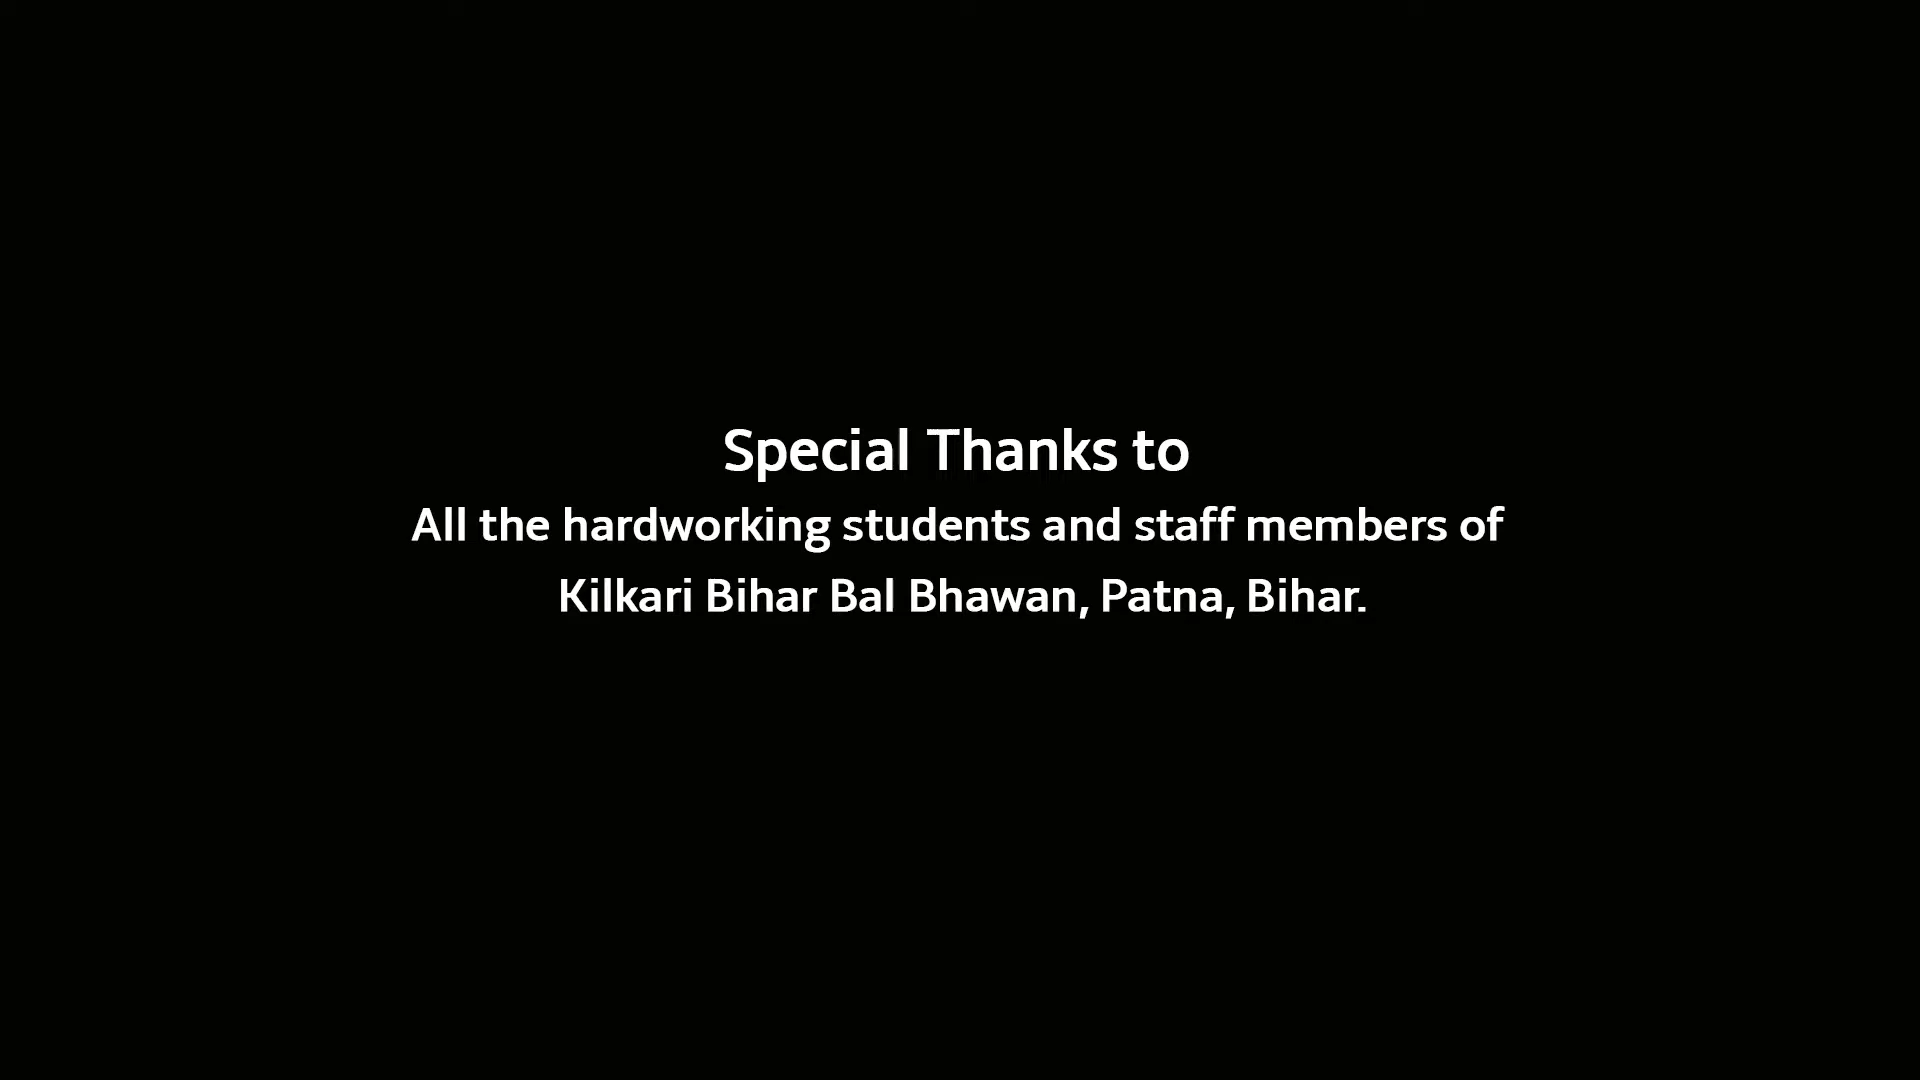 Special Thanks to
All the hardworking students and staff members of
Kilkari Bihar Bal Bhawan, Patna, Bihar.